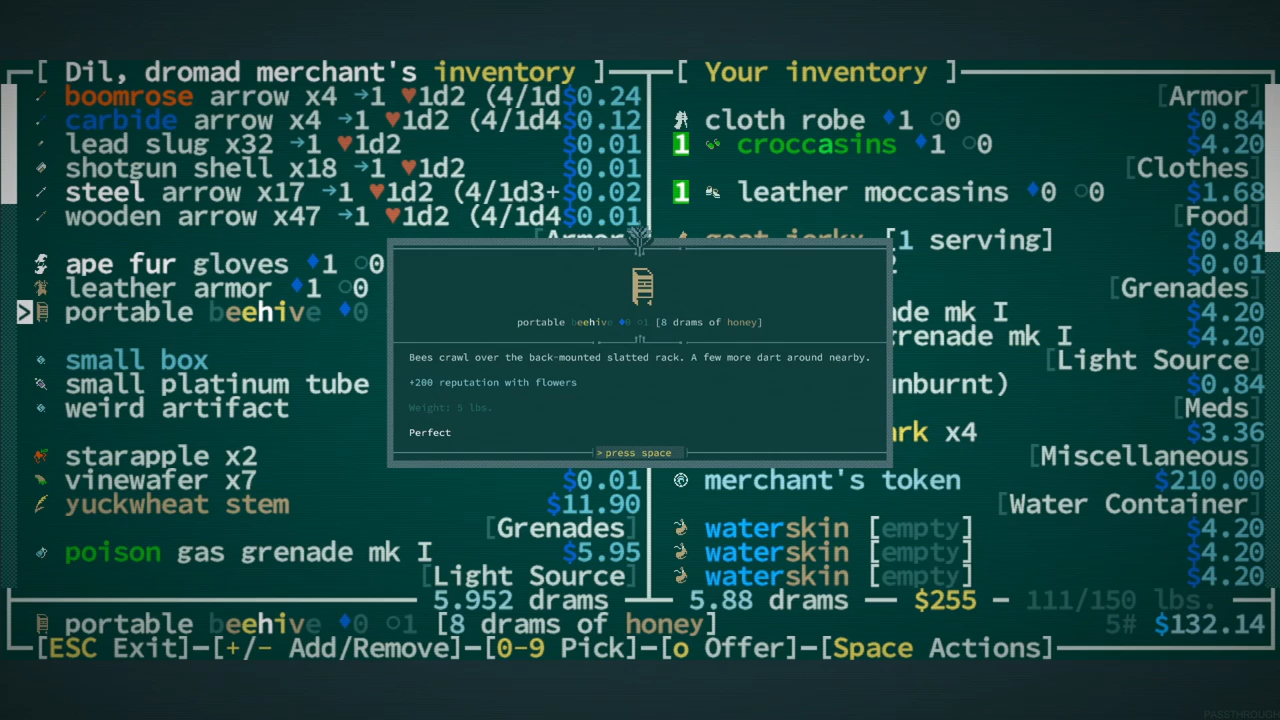 [ Dil, dromad merchant's inventory ]
boomrose arrow x4 →1 ♥1d2 (4/1d $0.24
carbide arrow x4 →1 ♥1d2 (4/1d4 $0.12
lead slug x32 →1 ♥1d2 $0.01
shotgun shell x18 →1 ♥1d2 $0.01
steel arrow x17 →1 ♥1d2 (4/1d3+ $0.02
wooden arrow x47 →1 ♥1d2 (4/1d4 $0.01
[Armor]
ape fur gloves ♦1 ○0
leather armor ♦1 ○0
> portable beehive ♦0
small box
small platinum tube
weird artifact
starapple x2
vinewafer x7 $0.01
yuckwheat stem $11.90
[Grenades]
poison gas grenade mk I $5.95
[Light Source]
[ Your inventory ]
[Armor]
cloth robe ♦1 ○0 $0.84
1 croccasins ♦1 ○0 $4.20
[Clothes]
1 leather moccasins ♦0 ○0 $1.68
[Food]
goat jerky [1 serving] $0.84
$0.01
[Grenades]
de mk I $4.20
grenade mk I $4.20
[Light Source]
unburnt) $0.84
[Meds]
ark x4 $3.36
[Miscellaneous]
merchant's token $210.00
[Water Container]
waterskin [empty] $4.20
waterskin [empty] $4.20
waterskin [empty] $4.20
portable beehive ♦0 ○1 [8 drams of honey]
Bees crawl over the back-mounted slatted rack. A few more dart around nearby.
+200 reputation with flowers
Weight: 5 lbs.
Perfect
>press space
5.952 drams 5.88 drams — $255 — 111/150 lbs.
portable beehive ♦0 ○1 [8 drams of honey] 5# $132.14
[ESC Exit]—[+/- Add/Remove]—[0-9 Pick]—[o Offer]—[Space Actions]